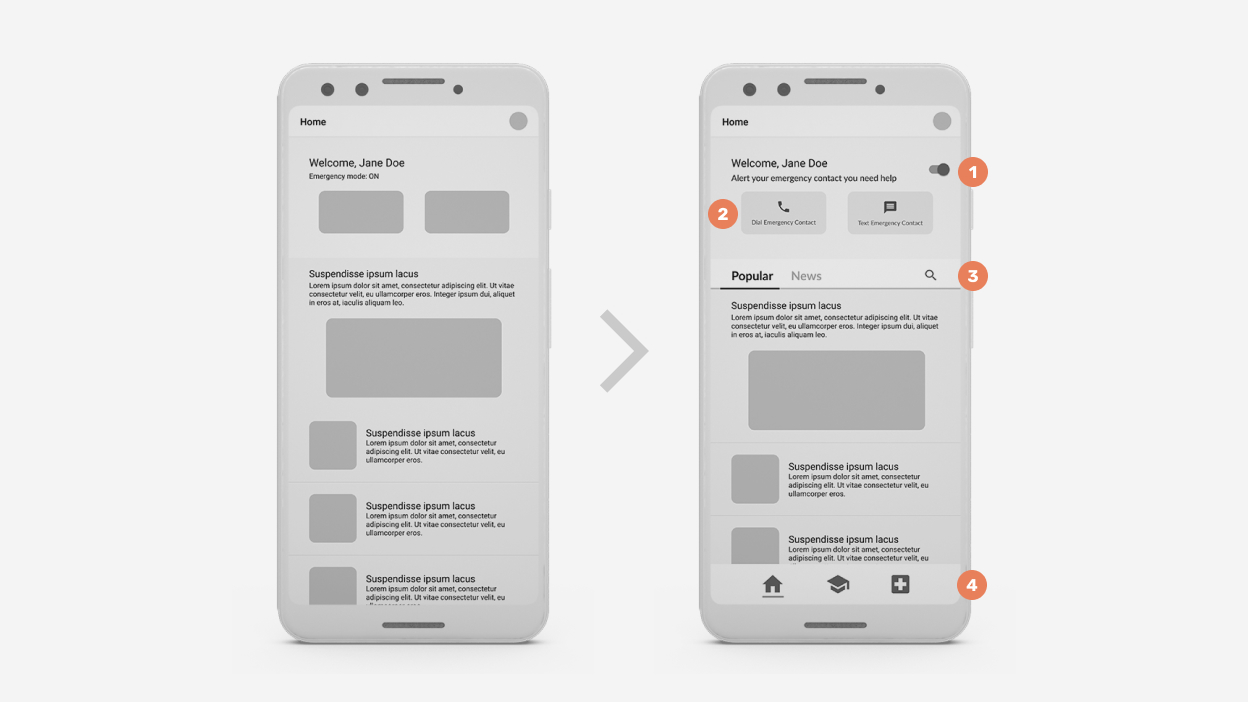 Home
Welcome, Jane Doe
Emergency mode: ON
Suspendisse ipsum lacus
Lorem ipsum dolor sit amet, consectetur adipiscing elit. Ut vitae
consectetur velit, eu ullamcorper eros. Integer ipsum dui, aliquet
in eros at, iaculis aliquam leo.
Suspendisse ipsum lacus
Lorem ipsum dolor sit amet, consectetur
adipiscing elit. Ut vitae consectetur velit, eu
ullamcorper eros.
Suspendisse ipsum lacus
Lorem ipsum dolor sit amet, consectetur
adipiscing elit. Ut vitae consectetur velit, eu
ullamcorper eros.
Suspendisse ipsum lacus
Lorem ipsum dolor sit amet, consectetur
adipiscing elit. Ut vitae consectetur velit, eu
ullamcorper eros.
Home
Welcome, Jane Doe
1
Alert your emergency contact you need help
2
Dial Emergency Contact
Text Emergency Contact
Popular
News
3
Suspendisse ipsum lacus
Lorem ipsum dolor sit amet, consectetur adipiscing elit. Ut vitae
consectetur velit, eu ullamcorper eros. Integer ipsum dui, aliquet
in eros at, iaculis aliquam leo.
Suspendisse ipsum lacus
Lorem ipsum dolor sit amet, consectetur
adipiscing elit. Ut vitae consectetur velit, eu
ullamcorper eros.
Suspendisse ipsum lacus
Lorem ipsum dolor sit amet, consectetur
adipiscing elit. Ut vitae consectetur velit, eu
4